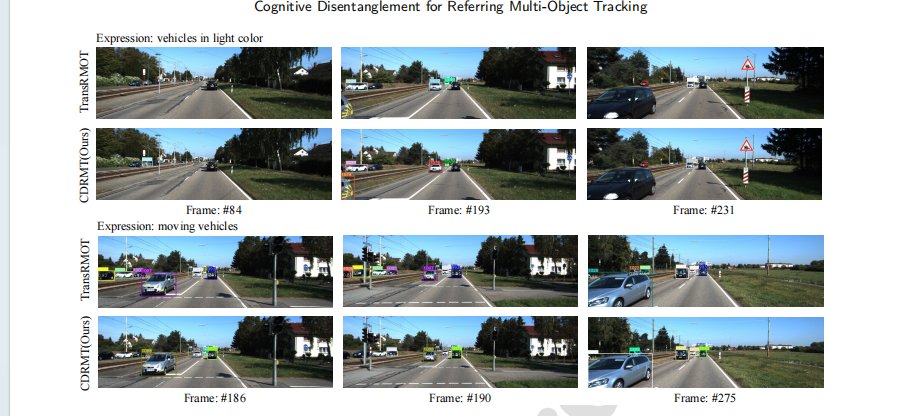 Cognitive Disentanglement for Referring Multi-Object Tracking
Expression: vehicles in light color
TransRMOT
CDRMT(Ours)
Frame: #84
Frame: #193
Frame: #231
Expression: moving vehicles
TransRMOT
CDRMT(Ours)
Frame: #186
Frame: #190
Frame: #275